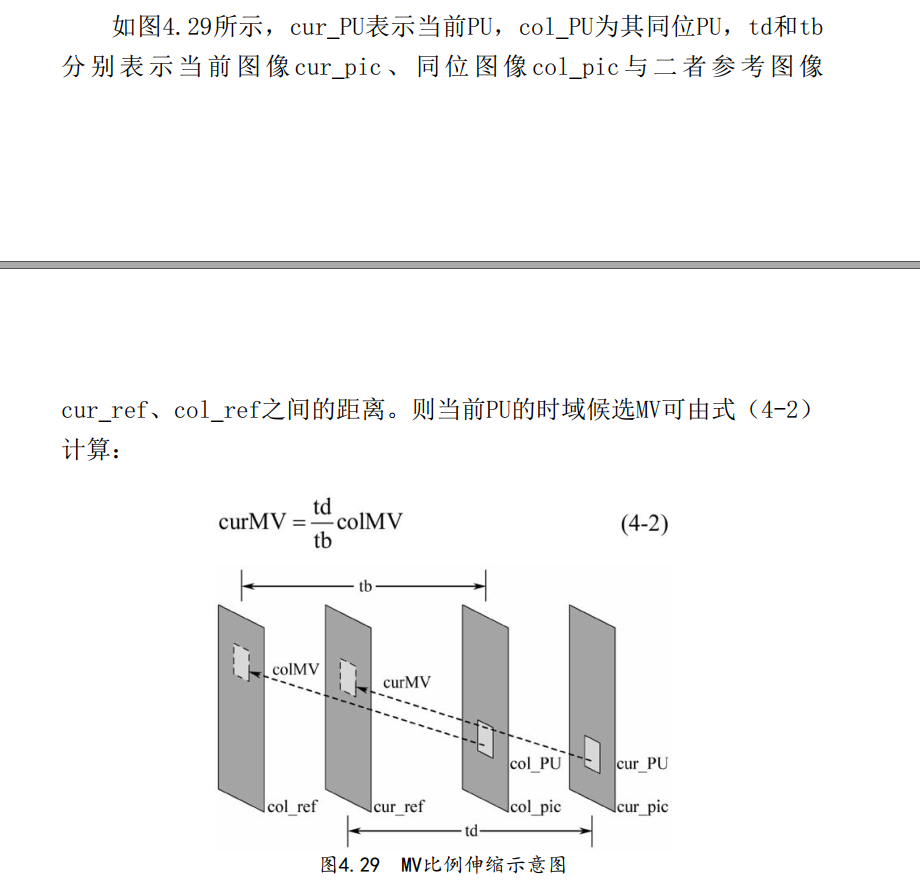 如图4.29所示，cur_PU表示当前PU，col_PU为其同位PU，td和tb
分别表示当前图像cur_pic、同位图像col_pic与二者参考图像
cur_ref、col_ref之间的距离。则当前PU的时域候选MV可由式（4-2）
计算：
curMV = td/tb colMV (4-2)
tb
colMV
curMV
col_PU
cur_PU
col_ref
cur_ref
col_pic
cur_pic
td
图4.29 MV比例伸缩示意图